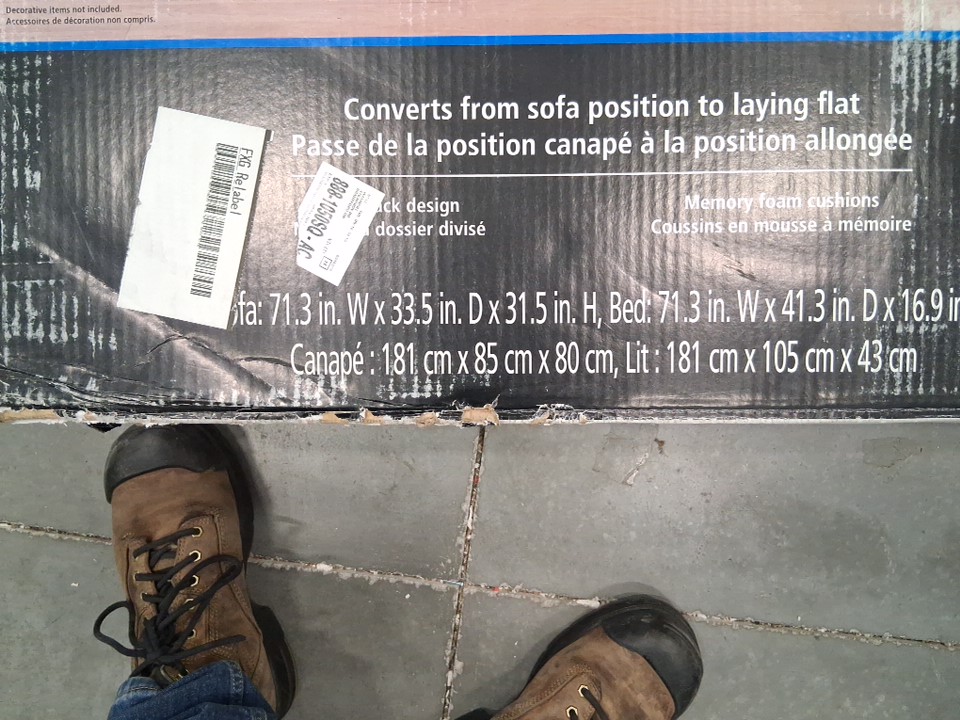 Decorative items not included.
Accessoires de décoration non compris.
Converts from sofa position to laying flat
Passe de la position canapé à la position allongée
FXG Relabel
808-1050SQ-AC
design
dossier divisé
Memory foam cushions
Coussins en mousse à mémoire
fa: 71.3 in. W x 33.5 in. D x 31.5 in. H, Bed: 71.3 in. W x 41.3 in. D x 16.9 in
Canapé : 181 cm x 85 cm x 80 cm, Lit : 181 cm x 105 cm x 43 cm